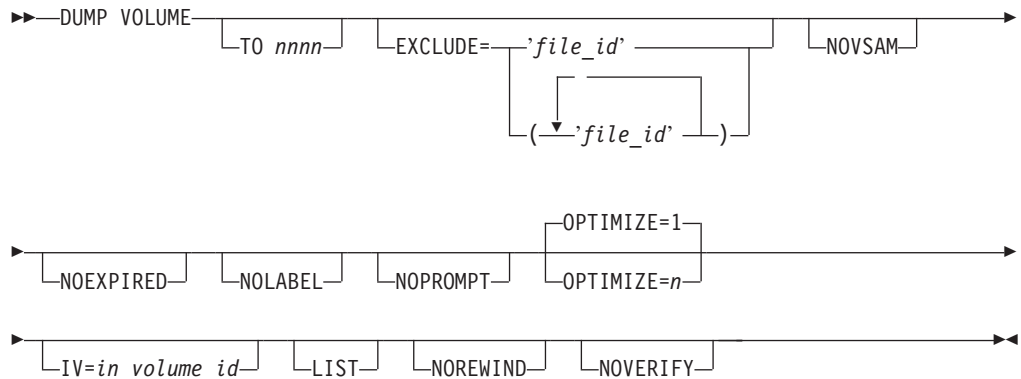 DUMP VOLUME
TO nnnn EXCLUDE= 'file_id' NOVSAM
( 'file_id' )
OPTIMIZE=1
NOEXPIRED NOLABEL NOPROMPT OPTIMIZE=n
IV=in volume id LIST NOREWIND NOVERIFY